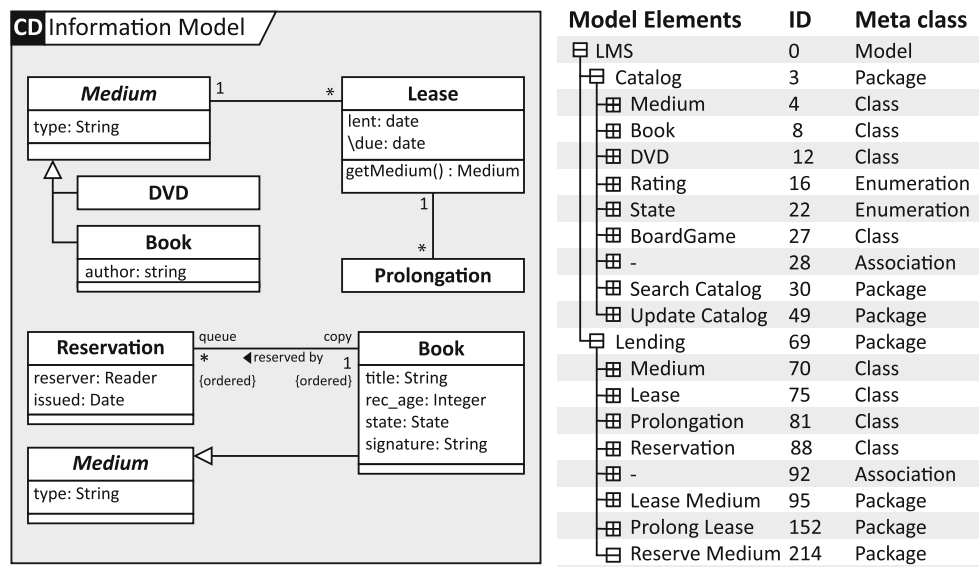 CD Information Model
Medium
type: String
1
*
Lease
lent: date
\due: date
getMedium() : Medium
DVD
Book
author: string
1
*
Prolongation
Reservation
reserver: Reader
issued: Date
queue
copy
*
◀reserved by
1
{ordered}
{ordered}
Book
title: String
rec_age: Integer
state: State
signature: String
Medium
type: String
Model Elements ID Meta class
LMS 0 Model
Catalog 3 Package
Medium 4 Class
Book 8 Class
DVD 12 Class
Rating 16 Enumeration
State 22 Enumeration
BoardGame 27 Class
- 28 Association
Search Catalog 30 Package
Update Catalog 49 Package
Lending 69 Package
Medium 70 Class
Lease 75 Class
Prolongation 81 Class
Reservation 88 Class
- 92 Association
Lease Medium 95 Package
Prolong Lease 152 Package
Reserve Medium 214 Package